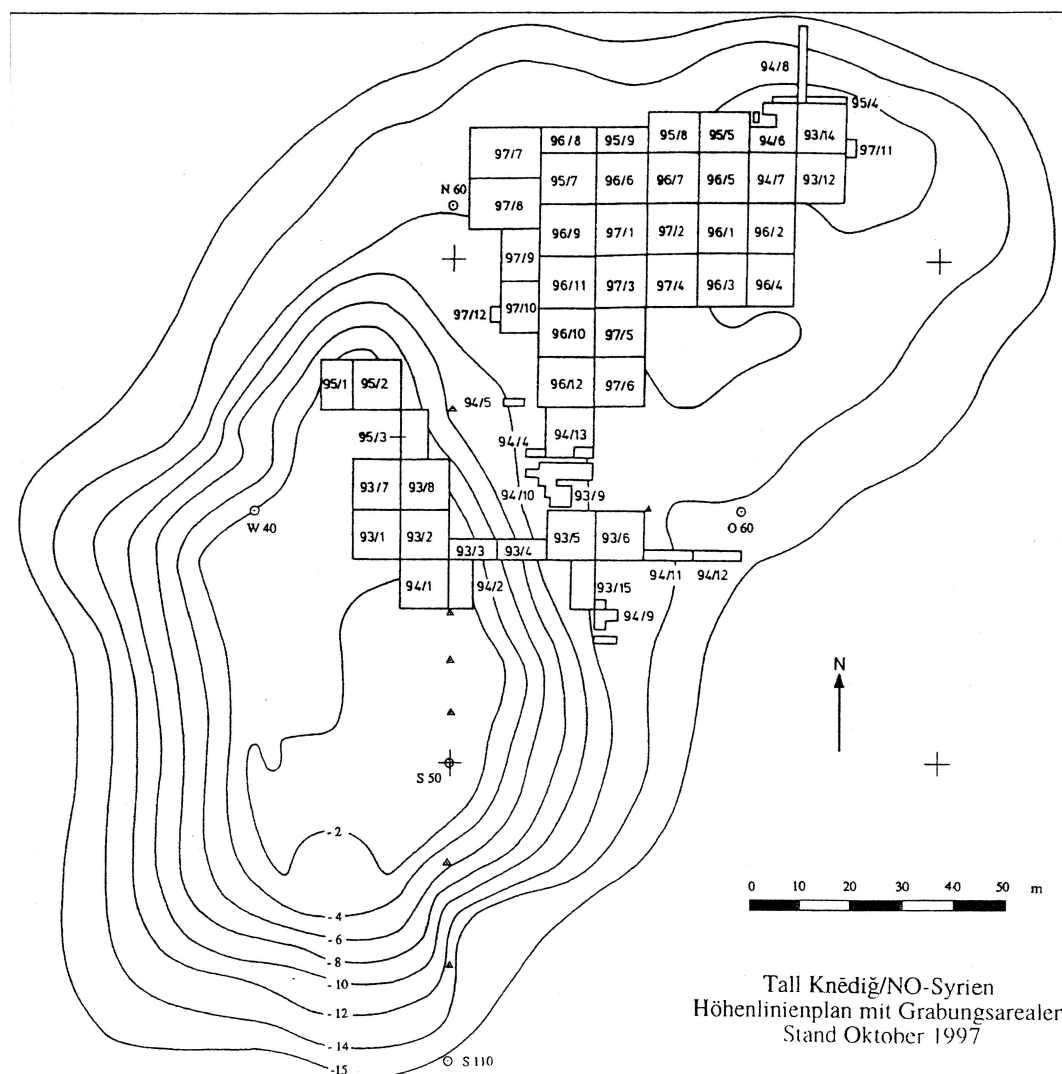 94/8
95/4
96/8 95/9 95/8 95/5 94/6 93/14
97/7
97/11
95/7 96/6 96/7 96/5 94/7 93/12
N 60
97/8
96/9 97/1 97/2 96/1 96/2
97/9
96/11 97/3 97/4 96/3 96/4
97/12 97/10
96/10 97/5
95/1 95/2
96/12 97/6
94/5
95/3
94/4 94/13
93/7 93/8
94/10 93/9
W 40
O 60
93/1 93/2 93/3 93/4 93/5 93/6
94/11 94/12
94/1 94/2 93/15
94/9
N
S 50
-2
0 10 20 30 40 50 m
-4
-6
-8
-10
-12
-14
-15
S 110
Tall Knēdiǧ/NO-Syrien
Höhenlinienplan mit Grabungsarealen
Stand Oktober 1997